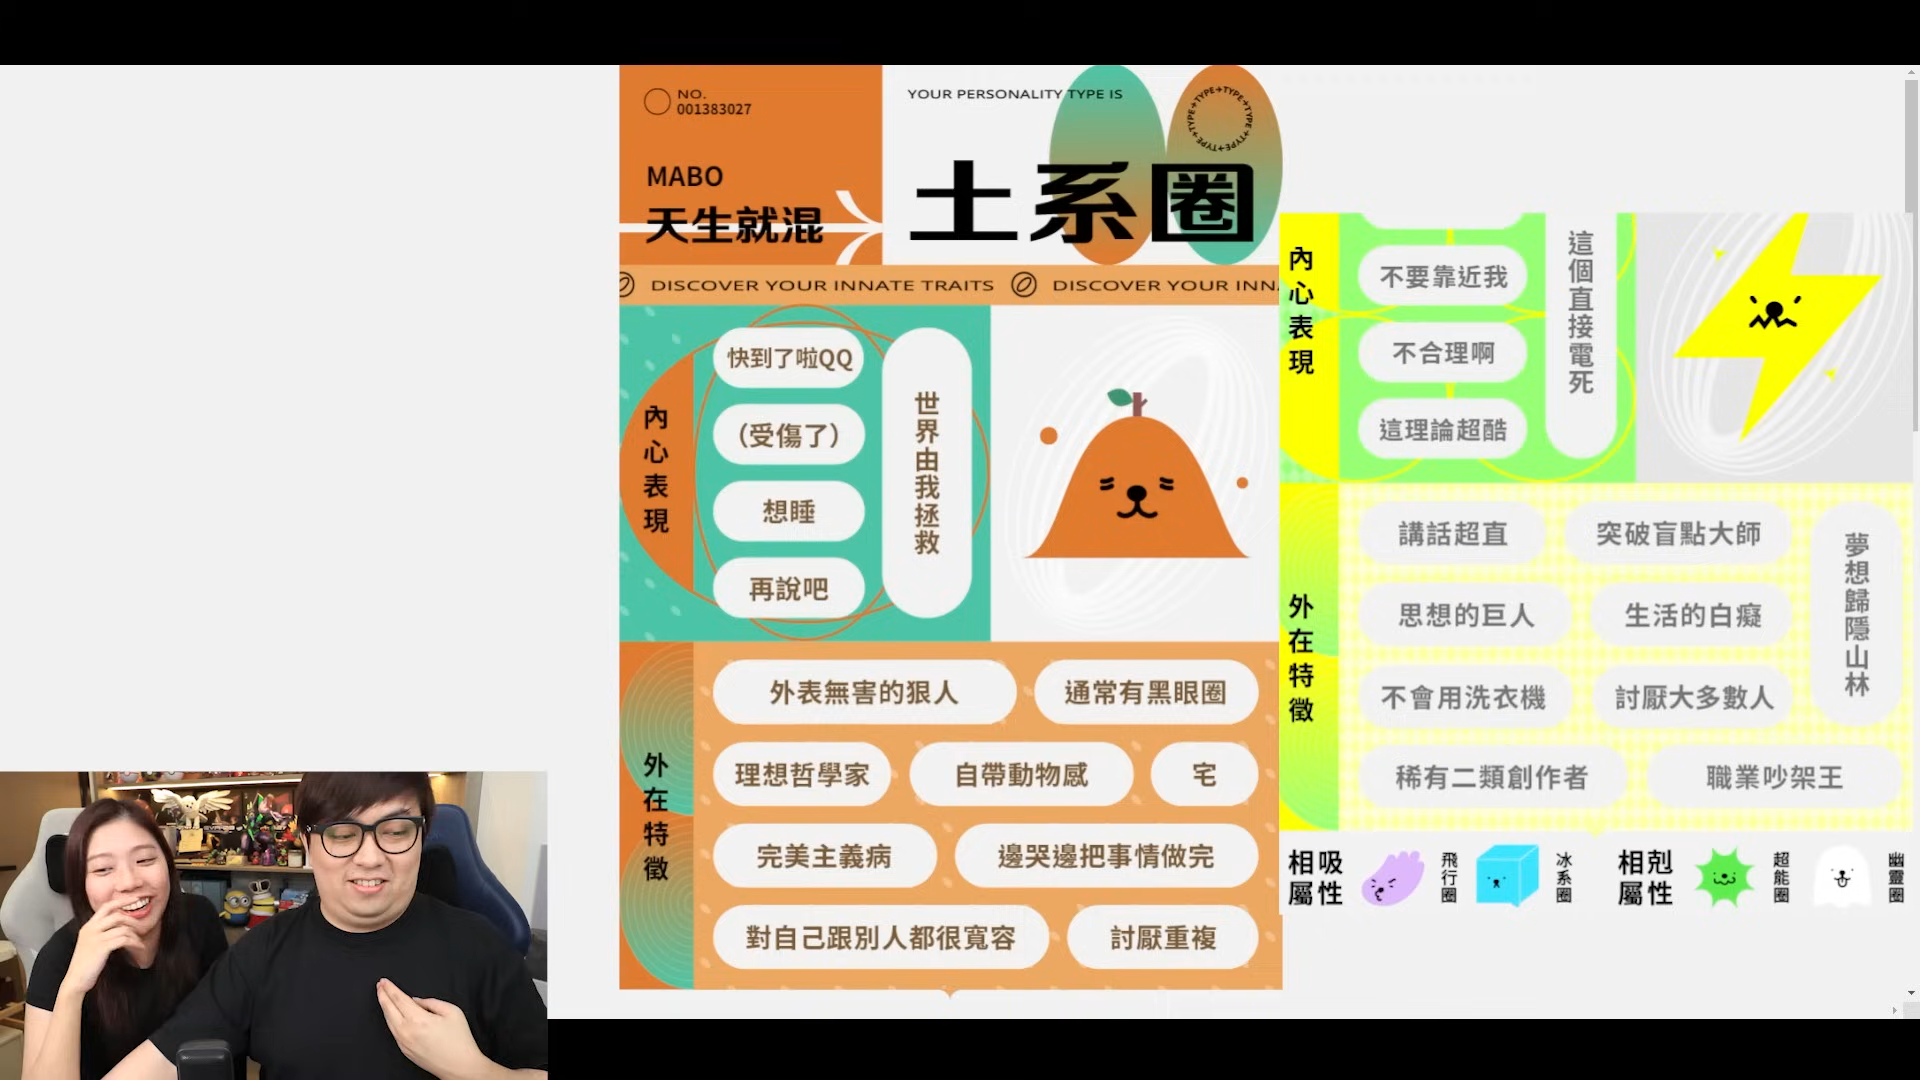 NO.
001383027
MABO
天生就混
YOUR PERSONALITY TYPE IS
TYPE→TYPE→TYPE→TYPE→TYPE→TYPE→
土系圈
DISCOVER YOUR INNATE TRAITS
DISCOVER YOUR INN
內心表現
快到了啦QQ
(受傷了)
想睡
再說吧
世界由我拯救
外在特徵
外表無害的狠人
通常有黑眼圈
理想哲學家
自帶動物感
宅
完美主義病
邊哭邊把事情做完
對自己跟別人都很寬容
討厭重複
內心表現
不要靠近我
不合理啊
這理論超酷
這個直接電死
外在特徵
講話超直
突破盲點大師
思想的巨人
生活的白癡
不會用洗衣機
討厭大多數人
稀有二類創作者
職業吵架王
夢想歸隱山林
相吸屬性
飛行圈
冰系圈
相剋屬性
超能圈
幽靈圈